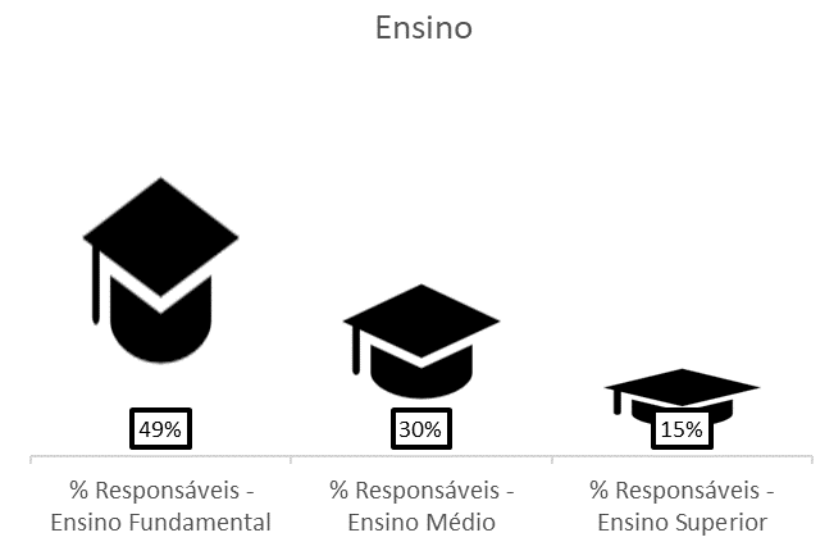 Ensino
49%
30%
15%
% Responsáveis -
Ensino Fundamental
% Responsáveis -
Ensino Médio
% Responsáveis -
Ensino Superior